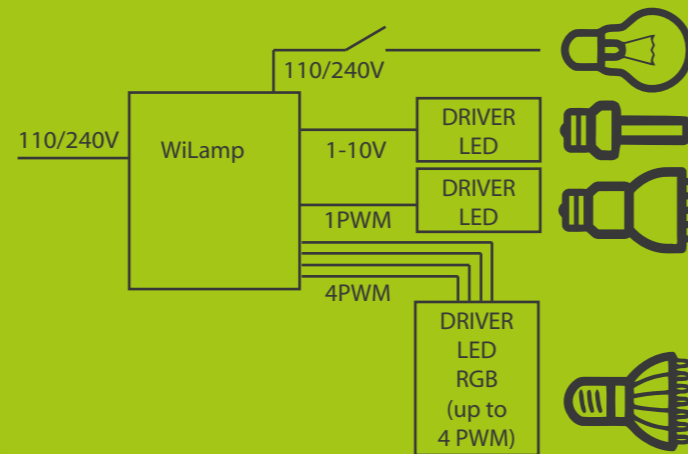 110/240V
110/240V
WiLamp
1-10V
DRIVER
LED
1PWM
DRIVER
LED
4PWM
DRIVER
LED
RGB
(up to
4 PWM)